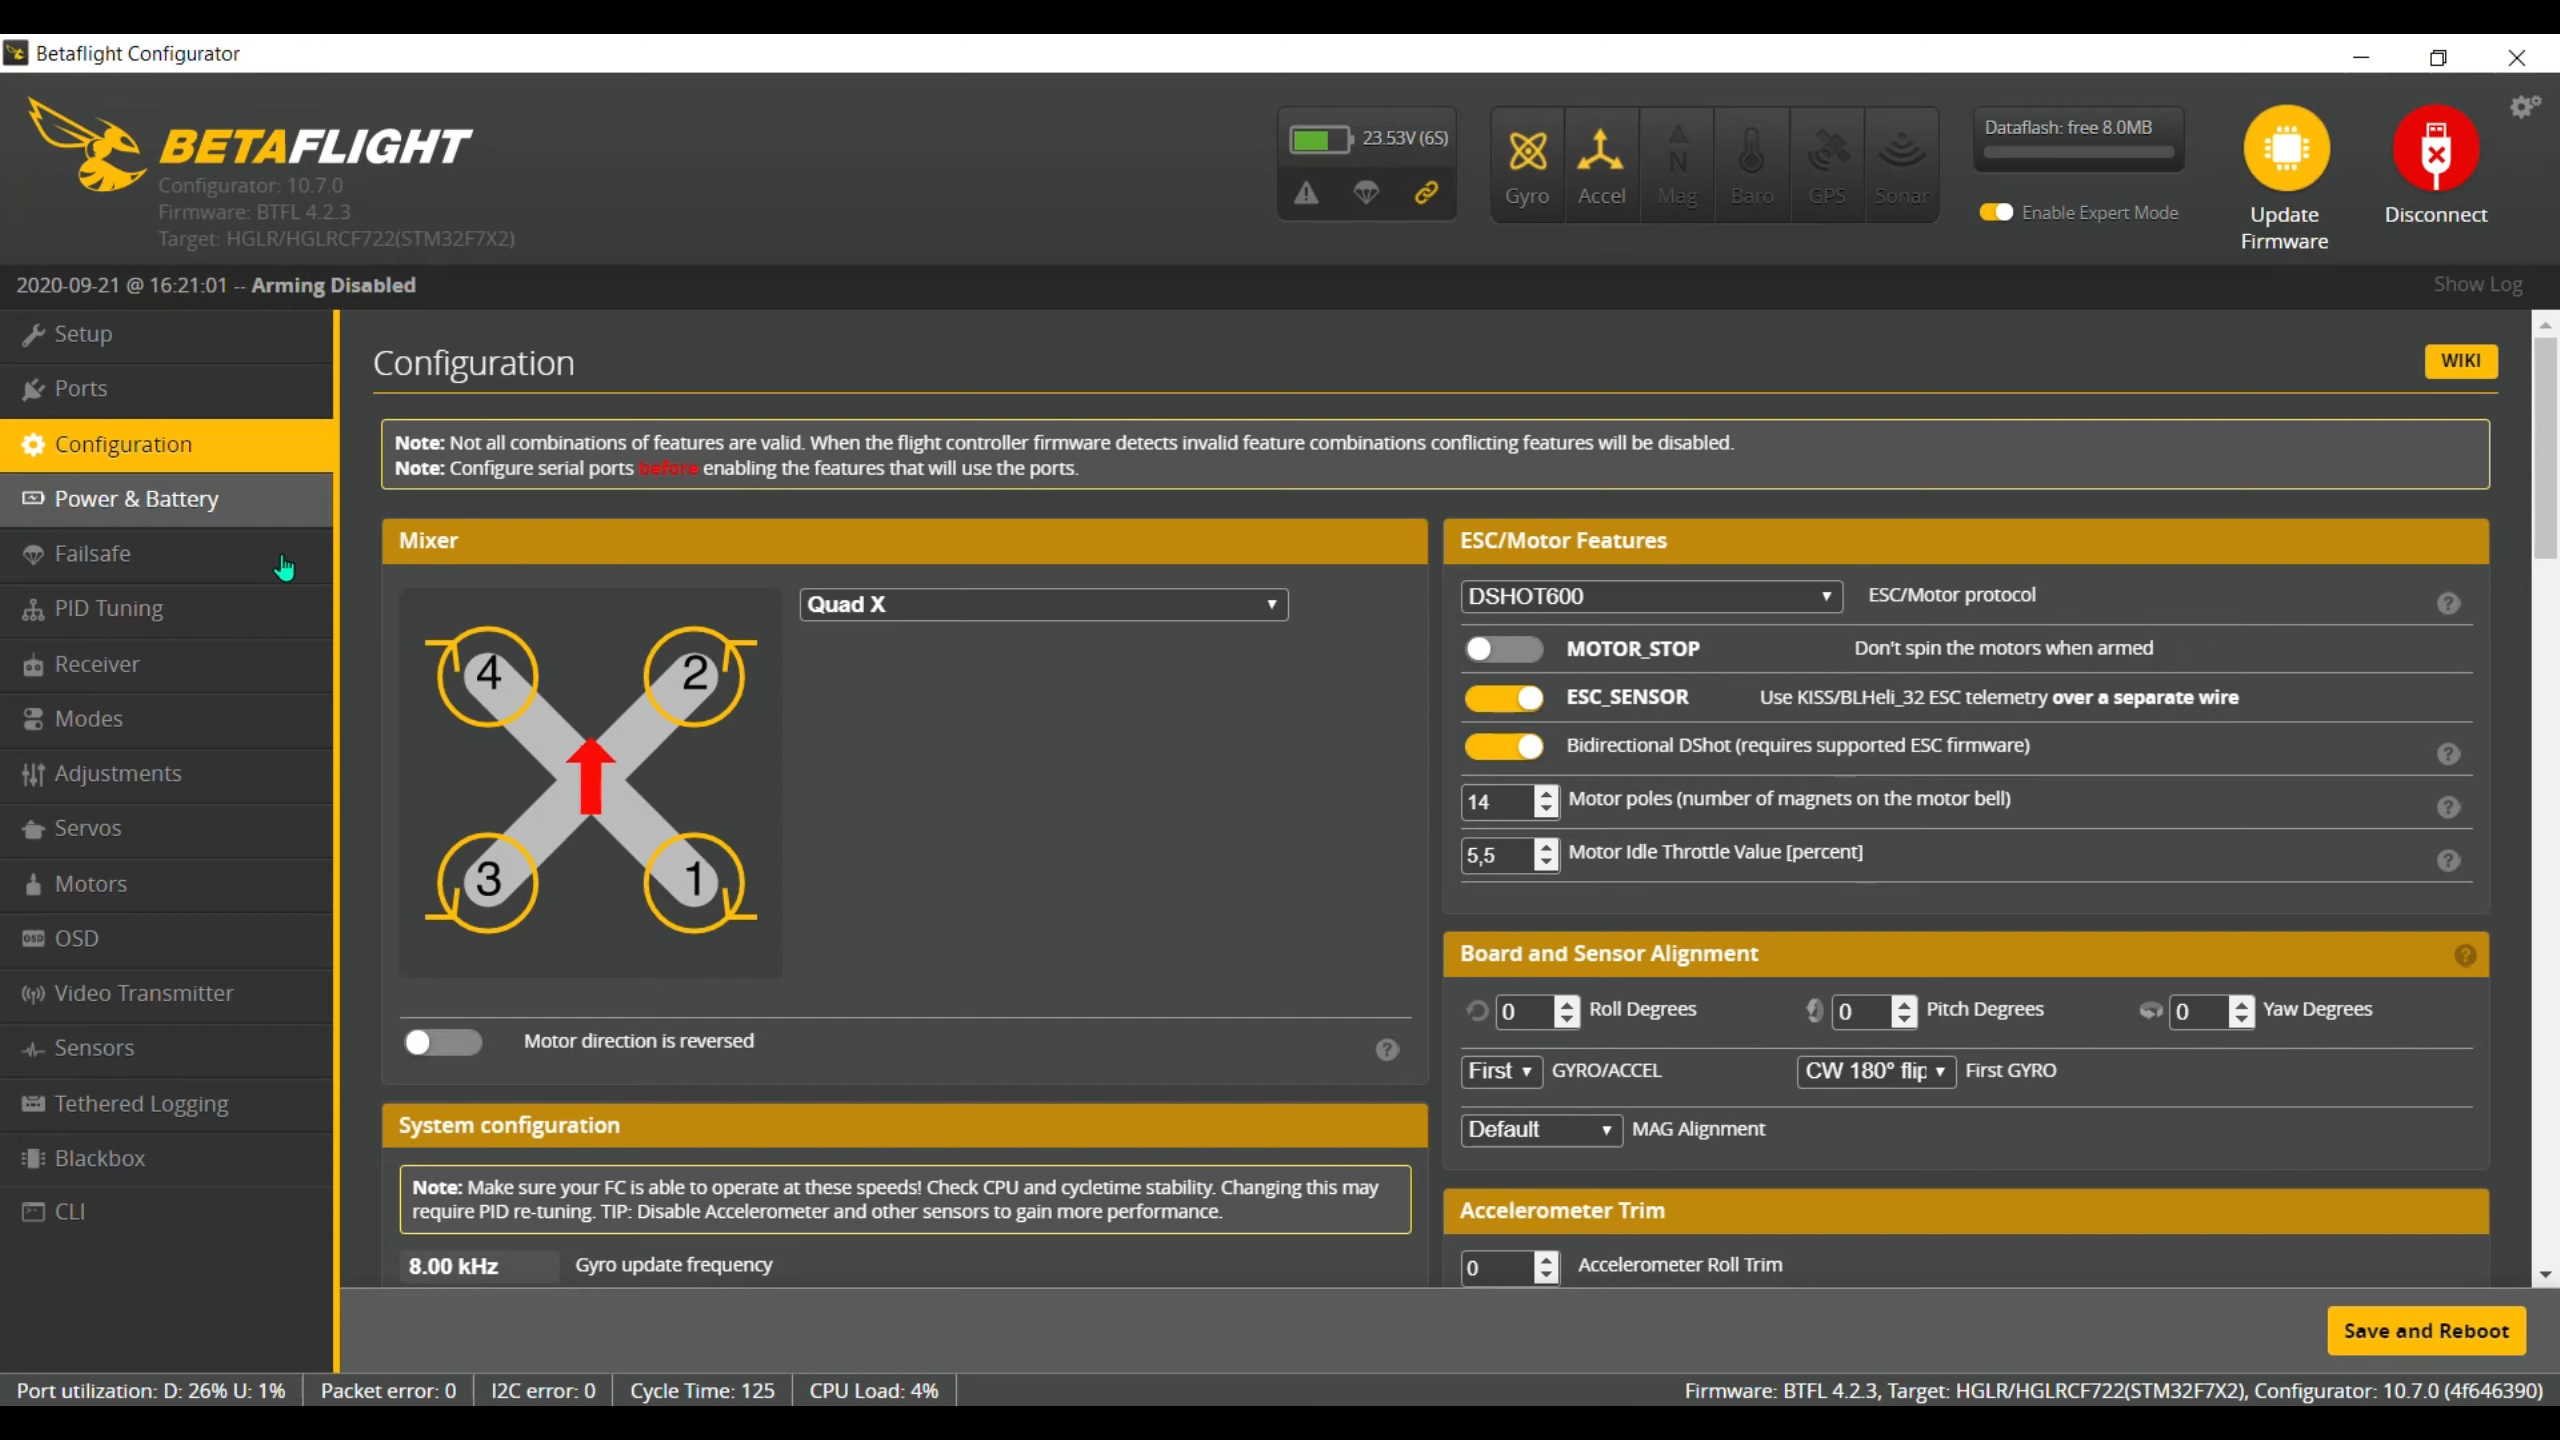 Betaflight Configurator
BETAFLIGHT
Configurator: 10.7.0
Firmware: BTFL 4.2.3
Target: HGLR/HGLRCF722(STM32F7X2)
23.53V (6S)
Gyro
Accel
Mag
Baro
GPS
Sonar
Dataflash: free 8.0MB
Enable Expert Mode
Update
Firmware
Disconnect
2020-09-21 @ 16:21:01 -- Arming Disabled
Show Log
Setup
Ports
Configuration
Power & Battery
Failsafe
PID Tuning
Receiver
Modes
Adjustments
Servos
Motors
OSD
Video Transmitter
Sensors
Tethered Logging
Blackbox
CLI
Configuration
WIKI
Note: Not all combinations of features are valid. When the flight controller firmware detects invalid feature combinations conflicting features will be disabled.
Note: Configure serial ports before enabling the features that will use the ports.
Mixer
Quad X
4
2
3
1
Motor direction is reversed
System configuration
Note: Make sure your FC is able to operate at these speeds! Check CPU and cycletime stability. Changing this may
require PID re-tuning. TIP: Disable Accelerometer and other sensors to gain more performance.
8.00 kHz Gyro update frequency
ESC/Motor Features
DSHOT600 ESC/Motor protocol
MOTOR_STOP Don't spin the motors when armed
ESC_SENSOR Use KISS/BLHeli_32 ESC telemetry over a separate wire
Bidirectional DShot (requires supported ESC firmware)
14 Motor poles (number of magnets on the motor bell)
5,5 Motor Idle Throttle Value [percent]
Board and Sensor Alignment
0 Roll Degrees 0 Pitch Degrees 0 Yaw Degrees
First GYRO/ACCEL CW 180° flip First GYRO
Default MAG Alignment
Accelerometer Trim
0 Accelerometer Roll Trim
Save and Reboot
Port utilization: D: 26% U: 1% Packet error: 0 I2C error: 0 Cycle Time: 125 CPU Load: 4% Firmware: BTFL 4.2.3, Target: HGLR/HGLRCF722(STM32F7X2), Configurator: 10.7.0 (4f646390)